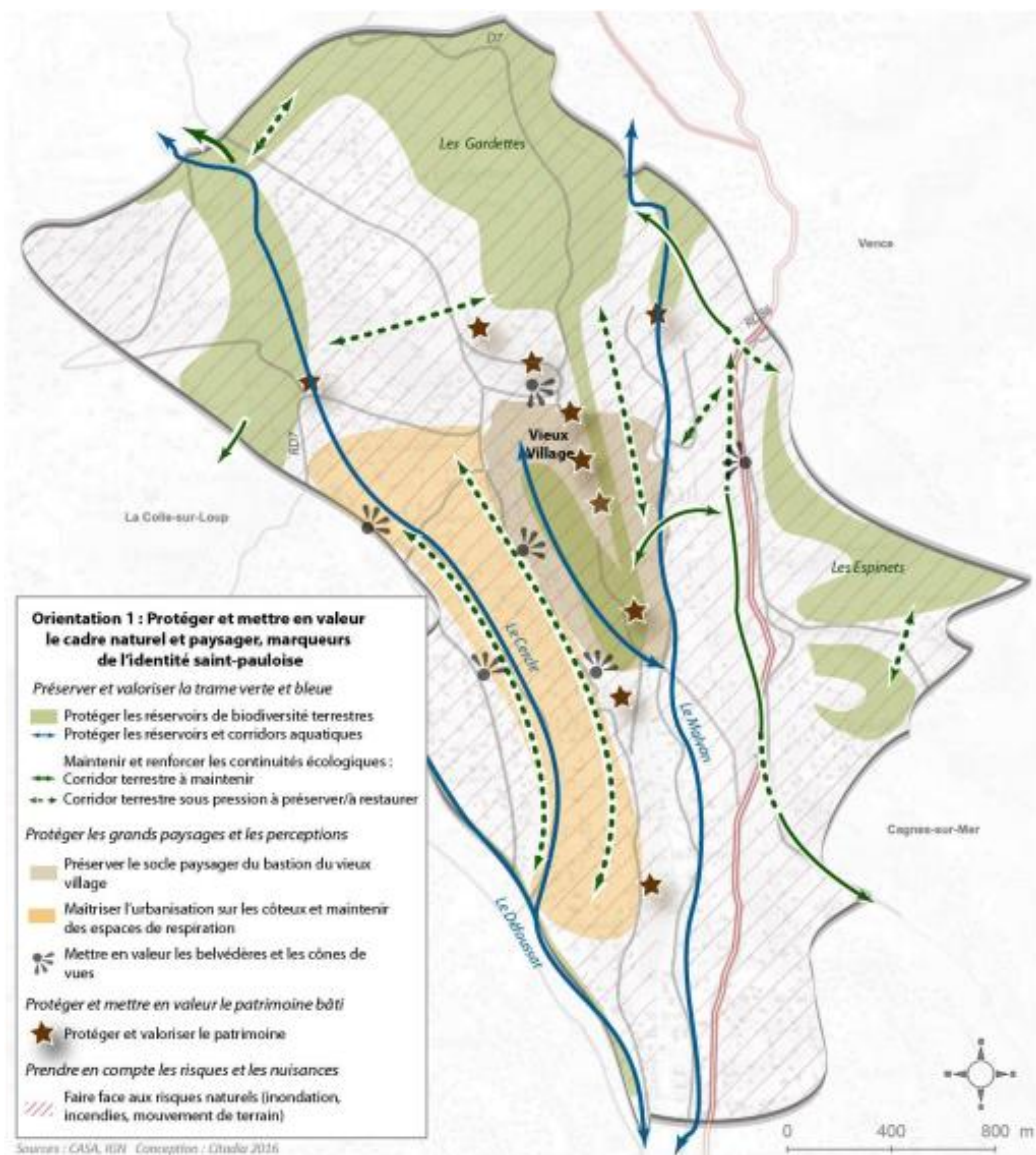 D7
Les Gardettes
Vence
Vieux
Village
RD7
La Colle-sur-Loup
Les Espinets
Orientation 1 : Protéger et mettre en valeur
le cadre naturel et paysager, marqueurs
de l'identité saint-pauloise
Préserver et valoriser la trame verte et bleue
Protéger les réservoirs de biodiversité terrestres
Protéger les réservoirs et corridors aquatiques
Maintenir et renforcer les continuités écologiques :
Corridor terrestre à maintenir
Corridor terrestre sous pression à préserver/à restaurer
Protéger les grands paysages et les perceptions
Préserver le socle paysager du bastion du vieux
village
Maîtriser l'urbanisation sur les côteux et maintenir
des espaces de respiration
Mettre en valeur les belvédères et les cônes de
vues
Protéger et mettre en valeur le patrimoine bâti
Protéger et valoriser le patrimoine
Prendre en compte les risques et les nuisances
Faire face aux risques naturels (inondation,
incendies, mouvement de terrain)
Le Malvan
Cagnes-sur-Mer
Le Défoussat
0 400 800 m
Sources : CASA, IGN Conception : Citadia 2016